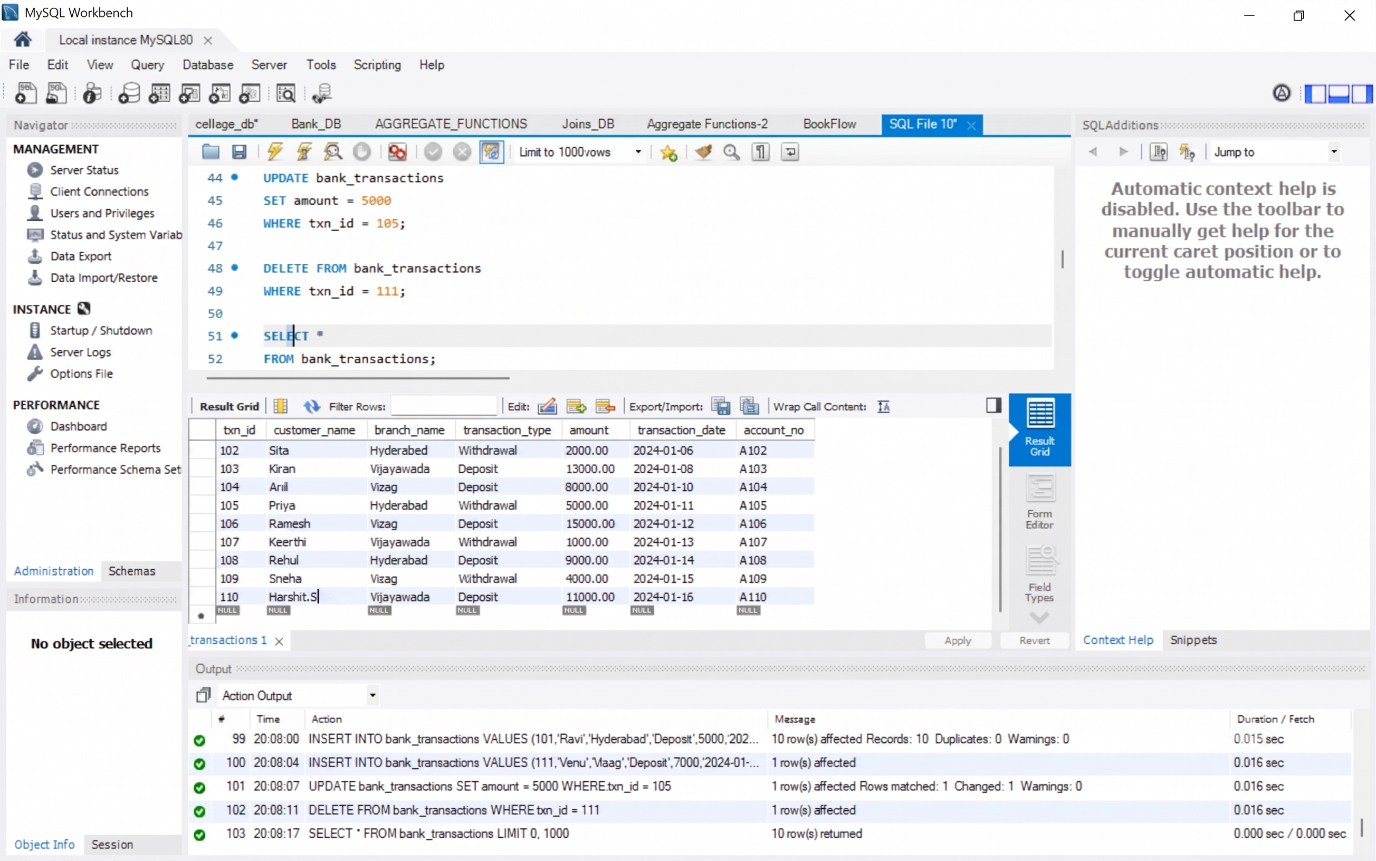 MySQL Workbench
Local instance MySQL80
File Edit View Query Database Server Tools Scripting Help
Navigator
MANAGEMENT
Server Status
Client Connections
Users and Privileges
Status and System Variab
Data Export
Data Import/Restore
INSTANCE
Startup / Shutdown
Server Logs
Options File
PERFORMANCE
Dashboard
Performance Reports
Performance Schema Set
Administration Schemas
Information
No object selected
Object Info Session
cellage_db* Bank_DB AGGREGATE_FUNCTIONS Joins_DB Aggregate Functions-2 BookFlow SQL File 10*
Limit to 1000vows
44 UPDATE bank_transactions
45 SET amount = 5000
46 WHERE txn_id = 105;
47
48 DELETE FROM bank_transactions
49 WHERE txn_id = 111;
50
51 SELECT *
52 FROM bank_transactions;
Result Grid Filter Rows: Edit: Export/Import: Wrap Call Content:
txn_id customer_name branch_name transaction_type amount transaction_date account_no
102 Sita Hyderabed Withdrawal 2000.00 2024-01-06 A102
103 Kiran Vijayawada Deposit 13000.00 2024-01-08 A103
104 Ariil Vizag Deposit 8000.00 2024-01-10 A104
105 Priya Hyderabad Withdrawal 5000.00 2024-01-11 A105
106 Ramesh Vizag Deposit 15000.00 2024-01-12 A106
107 Keerthi Vijayawada Withdrawal 1000.00 2024-01-13 A107
108 Rehul Hyderabad Deposit 9000.00 2024-01-14 A108
109 Sneha Vizag Withdrawal 4000.00 2024-01-15 A109
110 Harshit.S Vijayawada Deposit 11000.00 2024-01-16 A110
NULL NULL NULL NULL NULL NULL NULL
Result Grid
Form Editor
Field Types
_transactions 1 Apply Revert
SQLAdditions
Jump to
Automatic context help is
disabled. Use the toolbar to
manually get help for the
current caret position or to
toggle automatic help.
Context Help Snippets
Output
Action Output
# Time Action Message Duration / Fetch
99 20:08:00 INSERT INTO bank_transactions VALUES (101,'Ravi','Hyderabad','Deposit',5000,'202... 10 row(s) affected Records: 10 Duplicates: 0 Wamings: 0 0.015 sec
100 20:08:04 INSERT INTO bank_transactions VALUES (111,'Venu','Vtaag','Deposit',7000,'2024-01-... 1 row(s) affected 0.016 sec
101 20:08:07 UPDATE bank_transactions SET amount = 5000 WHERE.txn_id = 105 1 row(s) affected Rows matched: 1 Changed: 1 Wamings: 0 0.016 sec
102 20:08:11 DELETE FROM bank_transactions WHERE txn_id = 111 1 row(s) affected 0.016 sec
103 20:08:17 SELECT * FROM bank_transactions LIMIT 0, 1000 10 row(s) returned 0.000 sec / 0.000 sec